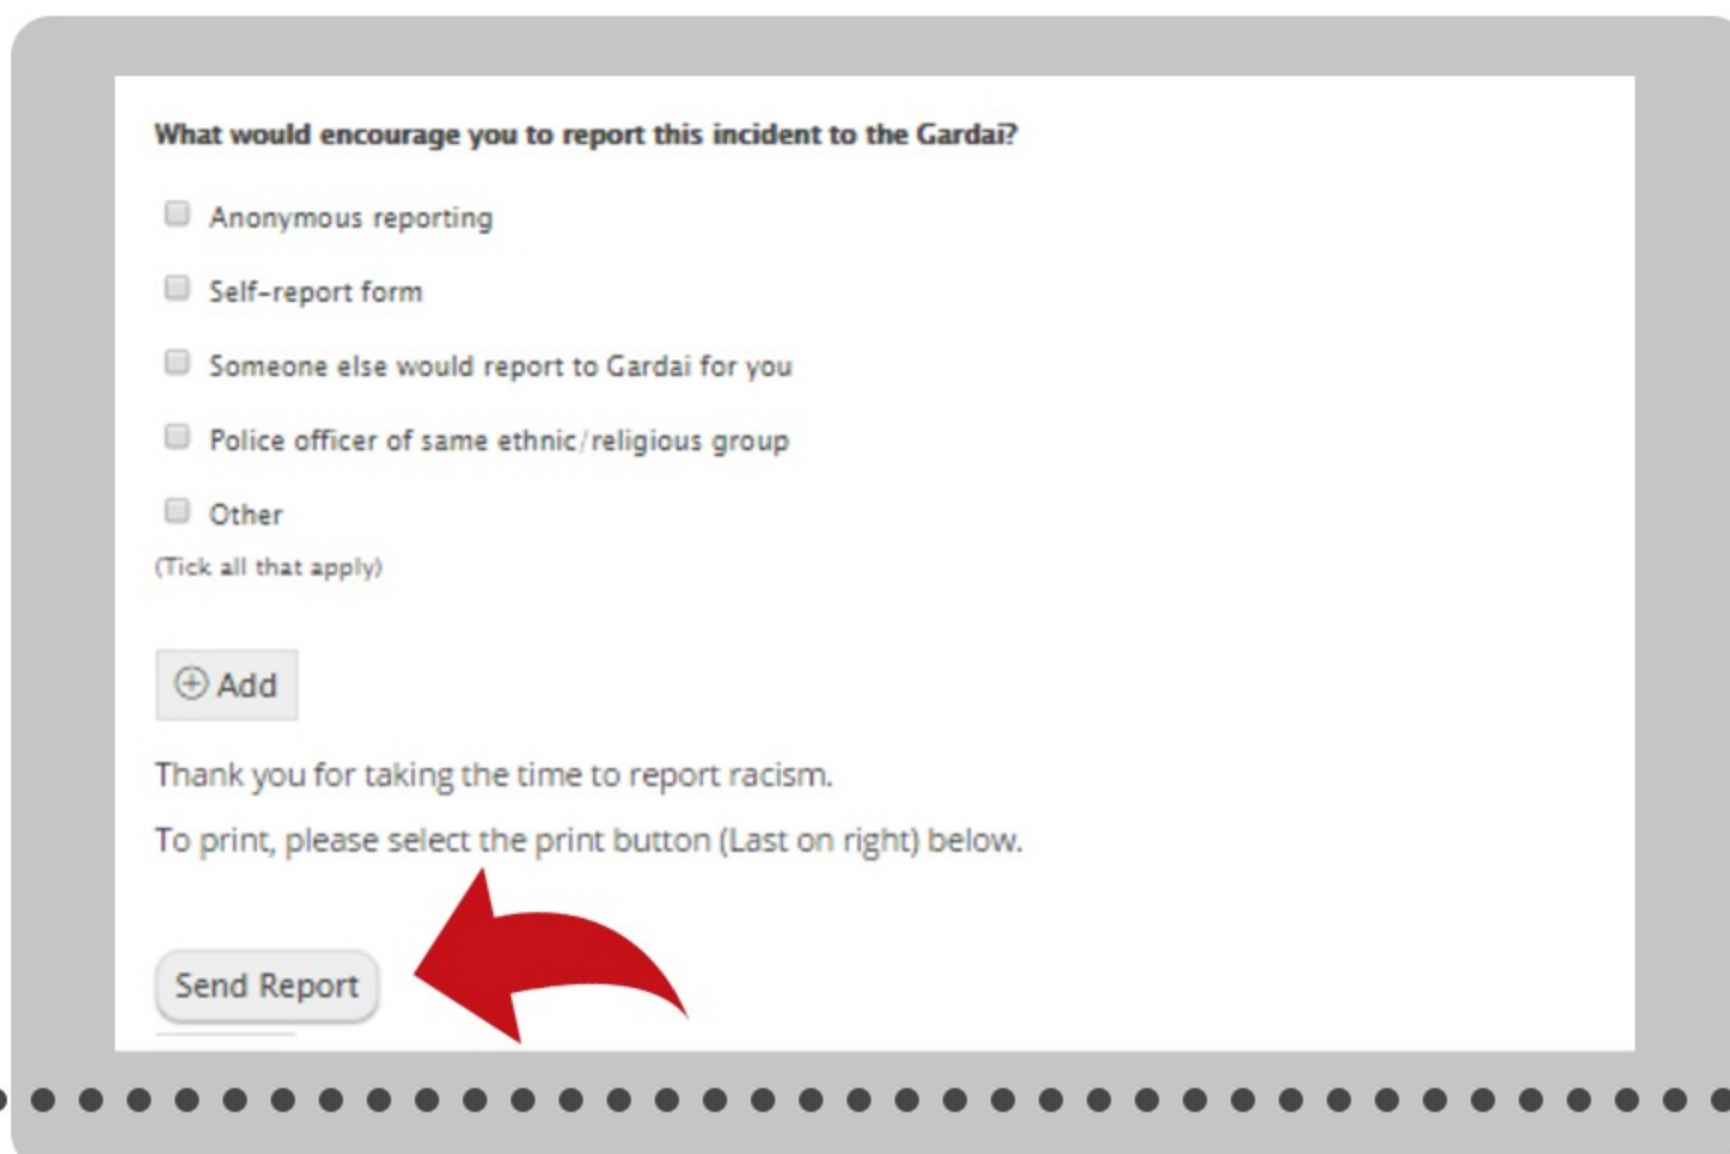 What would encourage you to report this incident to the Gardai?
Anonymous reporting
Self-report form
Someone else would report to Gardai for you
Police officer of same ethnic/religious group
Other
(Tick all that apply)
Add
Thank you for taking the time to report racism.
To print, please select the print button (Last on right) below.
Send Report